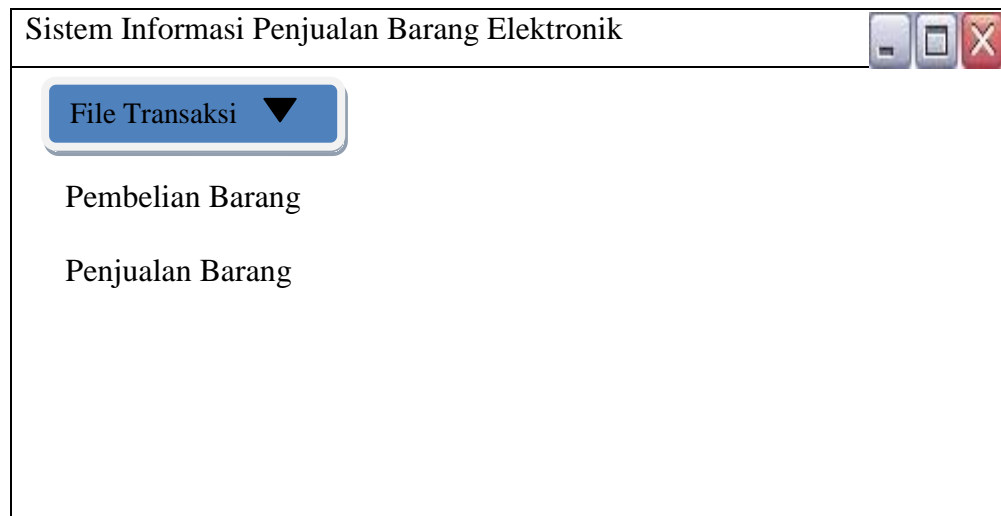 Sistem Informasi Penjualan Barang Elektronik
File Transaksi
Pembelian Barang
Penjualan Barang